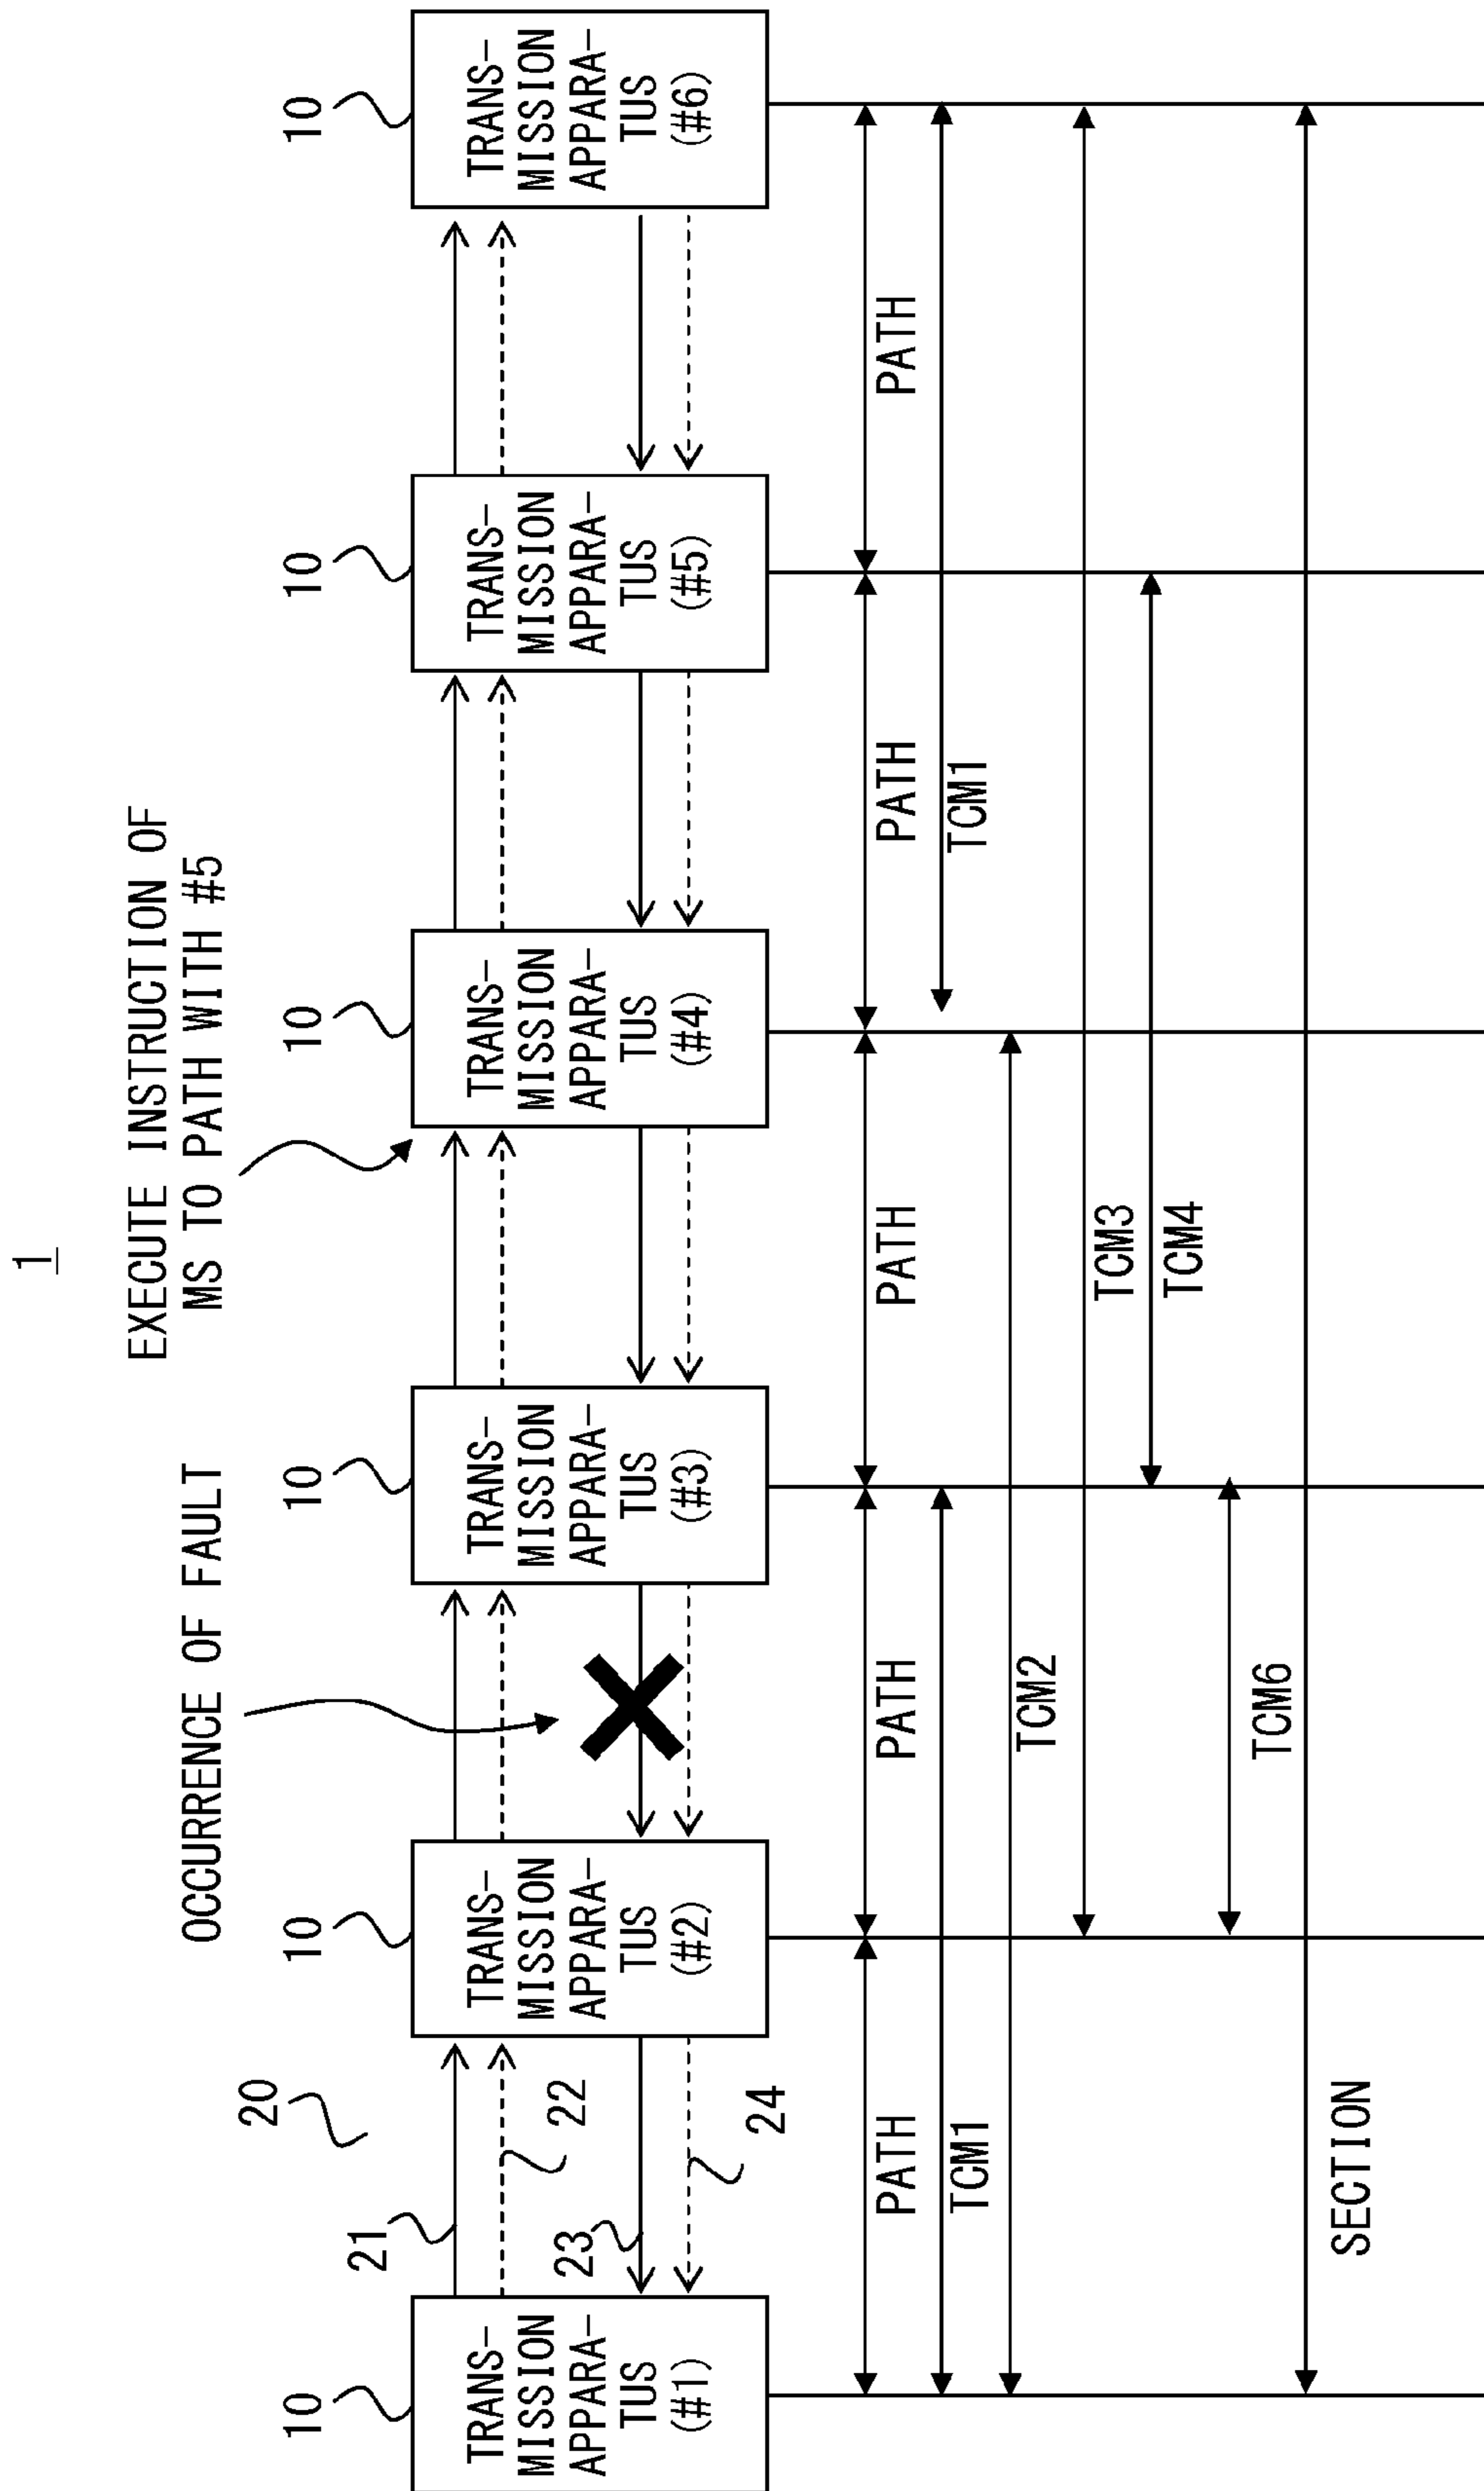 1
EXECUTE INSTRUCTION OF
MS TO PATH WITH #5
OCCURRENCE OF FAULT
10
10
10
10
10
10
20
21
22
23
24
TRANS-
MISSION
APPARA-
TUS
(#1)
TRANS-
MISSION
APPARA-
TUS
(#2)
TRANS-
MISSION
APPARA-
TUS
(#3)
TRANS-
MISSION
APPARA-
TUS
(#4)
TRANS-
MISSION
APPARA-
TUS
(#5)
TRANS-
MISSION
APPARA-
TUS
(#6)
PATH
PATH
PATH
PATH
PATH
TCM1
TCM1
TCM2
TCM3
TCM4
TCM6
SECTION